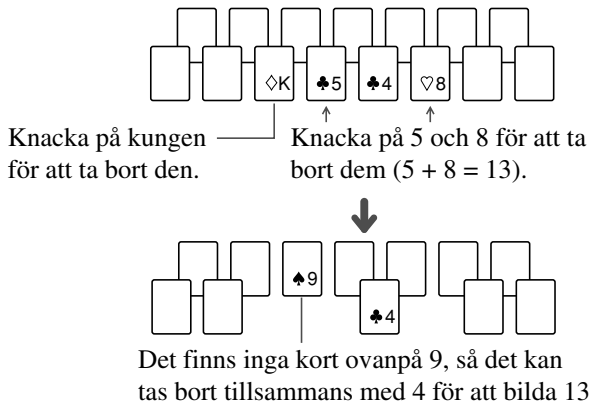 ♢K ♣5 ♣4 ♡8
Knacka på kungen
för att ta bort den.
Knacka på 5 och 8 för att ta
bort dem (5 + 8 = 13).
♠9
♣4
Det finns inga kort ovanpå 9, så det kan
tas bort tillsammans med 4 för att bilda 13